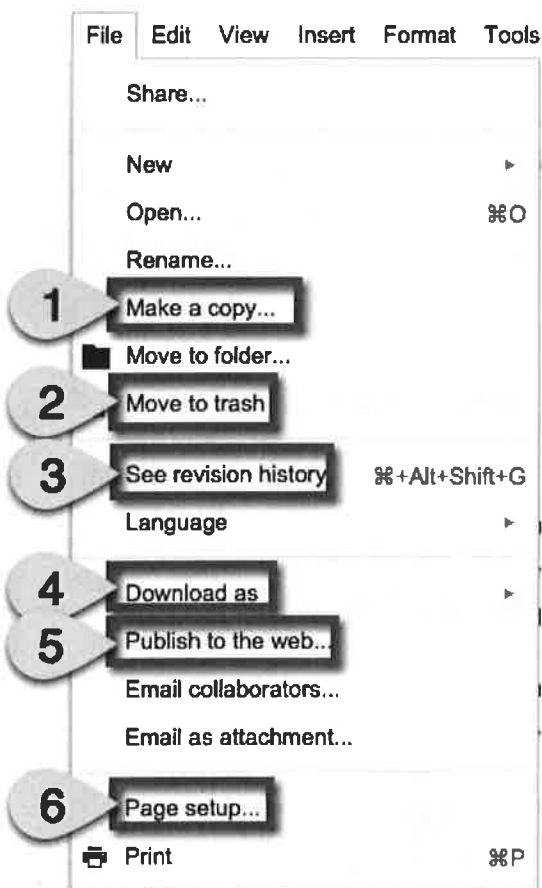 File Edit View Insert Format Tools
Share...
New
Open... ⌘O
Rename...
1 Make a copy...
Move to folder...
2 Move to trash
3 See revision history ⌘+Alt+Shift+G
Language
4 Download as
5 Publish to the web...
Email collaborators...
Email as attachment...
6 Page setup...
Print ⌘P